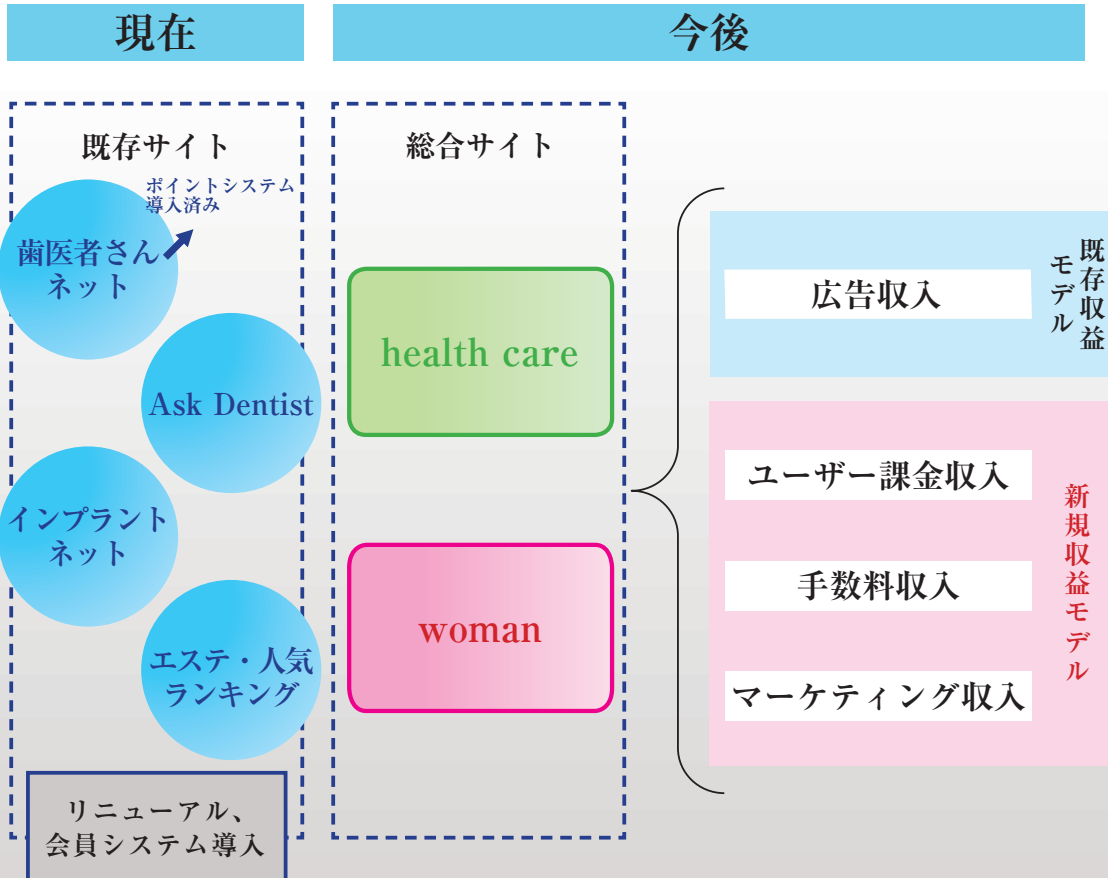 現在
今後
既存サイト
ポイントシステム
導入済み
歯医者さん
ネット
Ask Dentist
インプラント
ネット
エステ・人気
ランキング
リニューアル、
会員システム導入
総合サイト
health care
woman
広告収入
既存収益
モデル
ユーザー課金収入
手数料収入
マーケティング収入
新規収益モデル